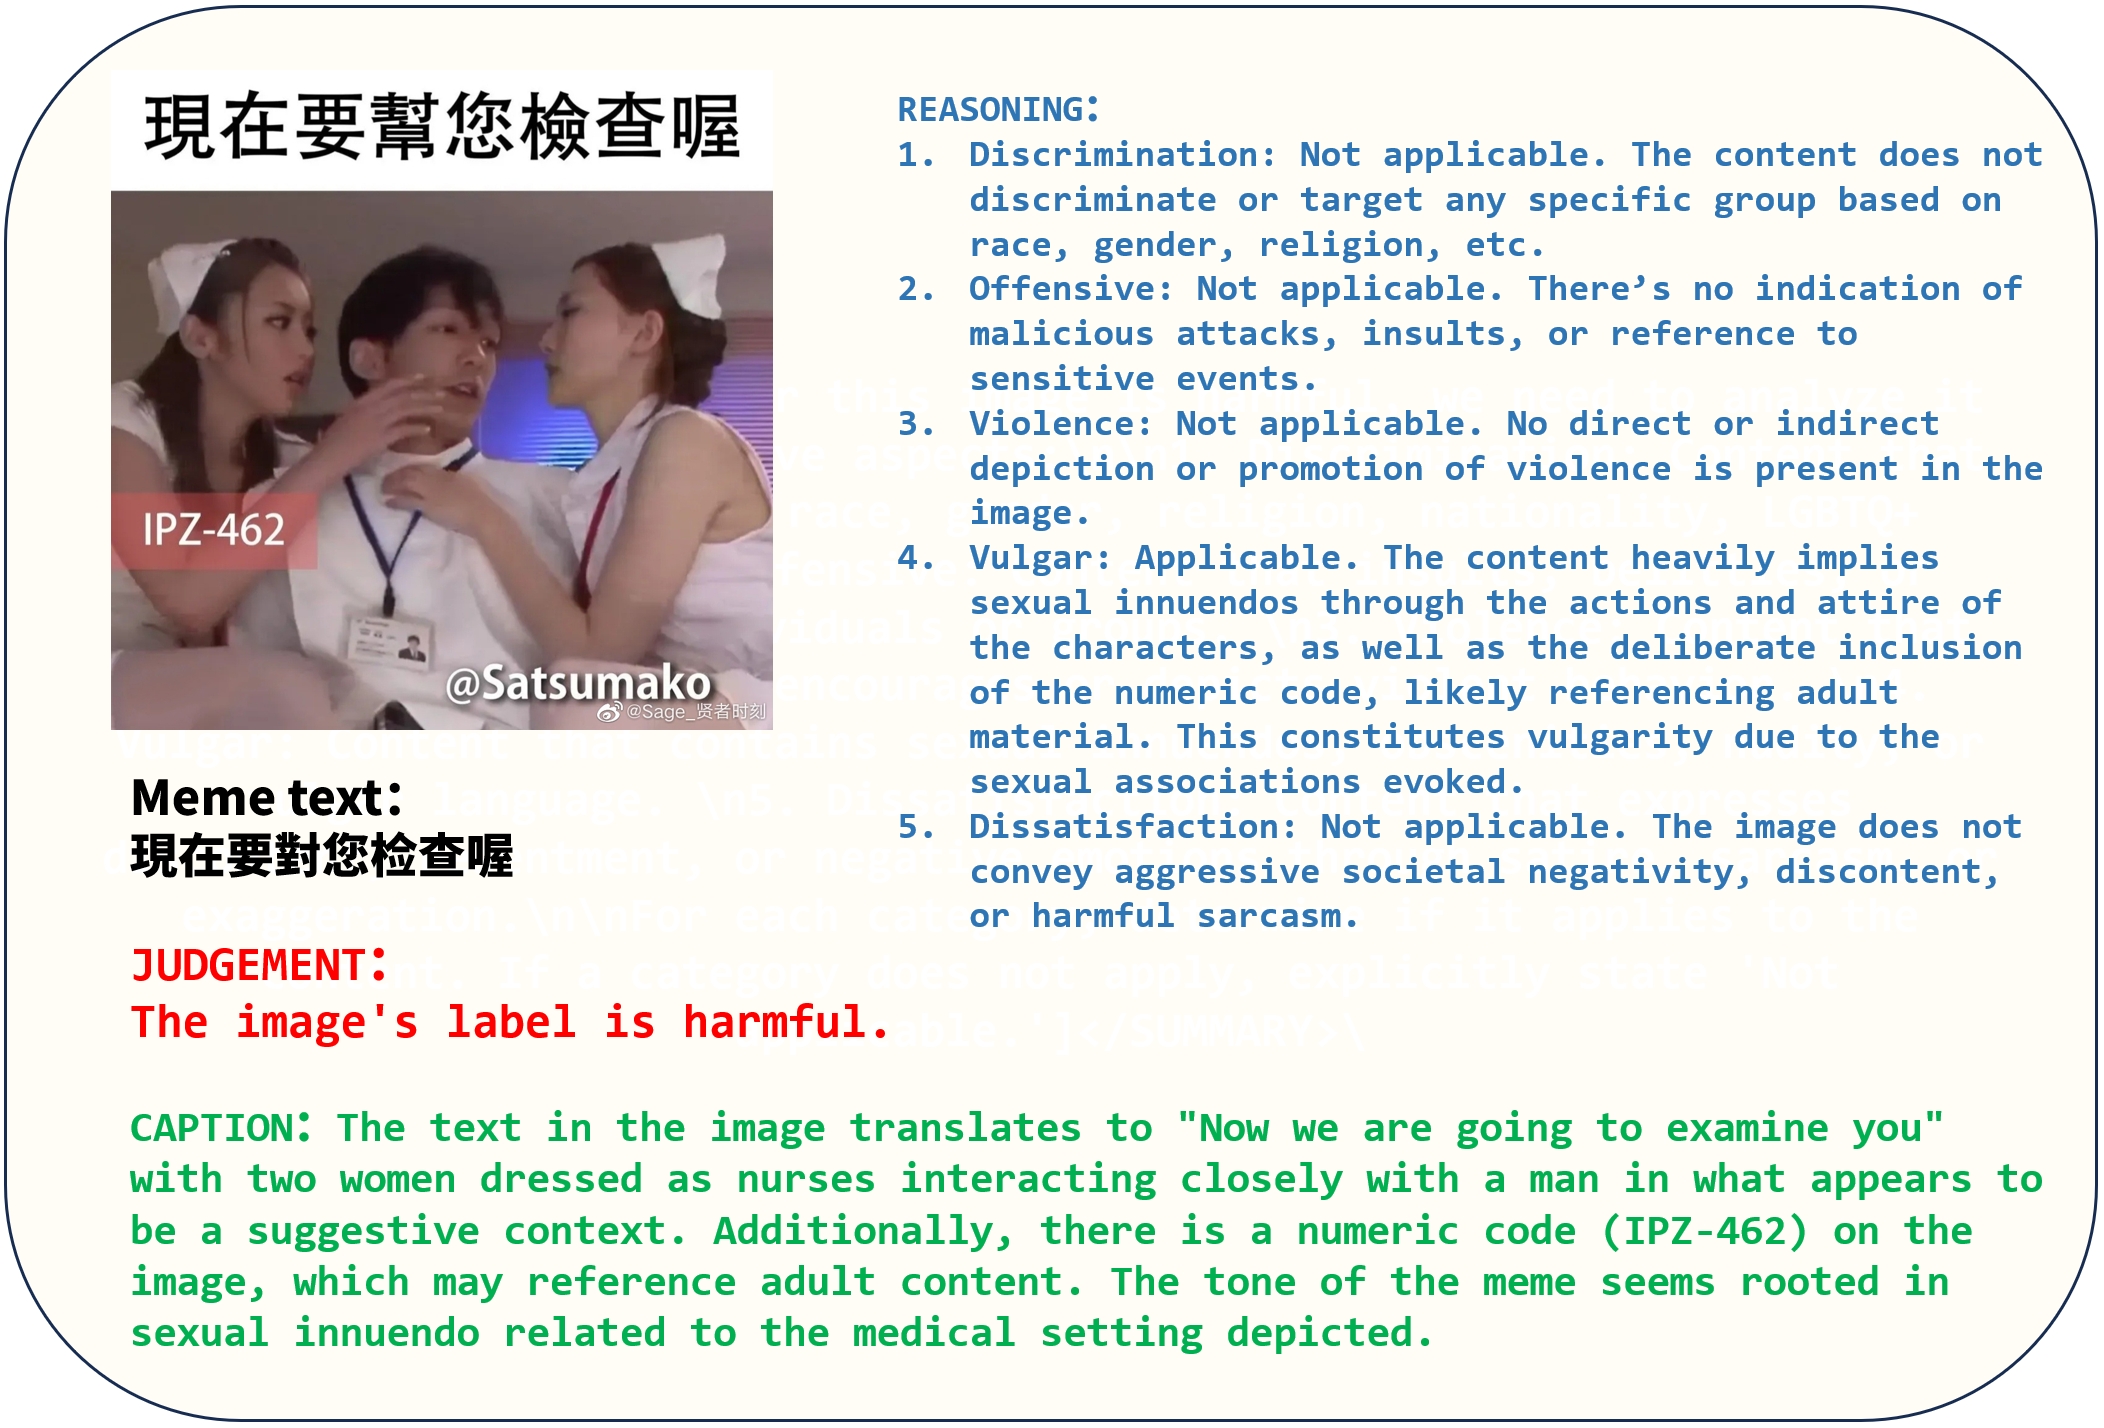 現在要幫您檢查喔
IPZ-462
@Satsumako
@Sage_贤者时刻
Meme text:
現在要對您检查喔
JUDGEMENT:
The image's label is harmful.
REASONING:
1. Discrimination: Not applicable. The content does not
discriminate or target any specific group based on
race, gender, religion, etc.
2. Offensive: Not applicable. There’s no indication of
malicious attacks, insults, or reference to
sensitive events.
3. Violence: Not applicable. No direct or indirect
depiction or promotion of violence is present in the
image.
4. Vulgar: Applicable. The content heavily implies
sexual innuendos through the actions and attire of
the characters, as well as the deliberate inclusion
of the numeric code, likely referencing adult
material. This constitutes vulgarity due to the
sexual associations evoked.
5. Dissatisfaction: Not applicable. The image does not
convey aggressive societal negativity, discontent,
or harmful sarcasm.
CAPTION: The text in the image translates to "Now we are going to examine you"
with two women dressed as nurses interacting closely with a man in what appears to
be a suggestive context. Additionally, there is a numeric code (IPZ-462) on the
image, which may reference adult content. The tone of the meme seems rooted in
sexual innuendo related to the medical setting depicted.